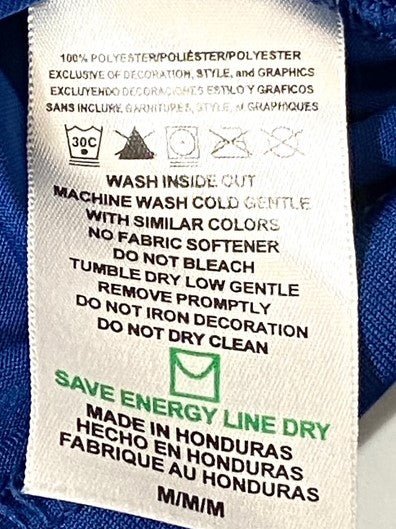 100% POLYESTER/POLIÉSTER/POLYESTER
EXCLUSIVE OF DECORATION, STYLE, and GRAPHICS
EXCLUYENDO DECORACIONES ESTILO Y GRAFICOS
SANS INCLURE GARNITURES, STYLE, et GRAPHIQUES
30C
WASH INSIDE OUT
MACHINE WASH COLD GENTLE
WITH SIMILAR COLORS
NO FABRIC SOFTENER
DO NOT BLEACH
TUMBLE DRY LOW GENTLE
REMOVE PROMPTLY
DO NOT IRON DECORATION
DO NOT DRY CLEAN
SAVE ENERGY LINE DRY
MADE IN HONDURAS
HECHO EN HONDURAS
FABRIQUE AU HONDURAS
M/M/M